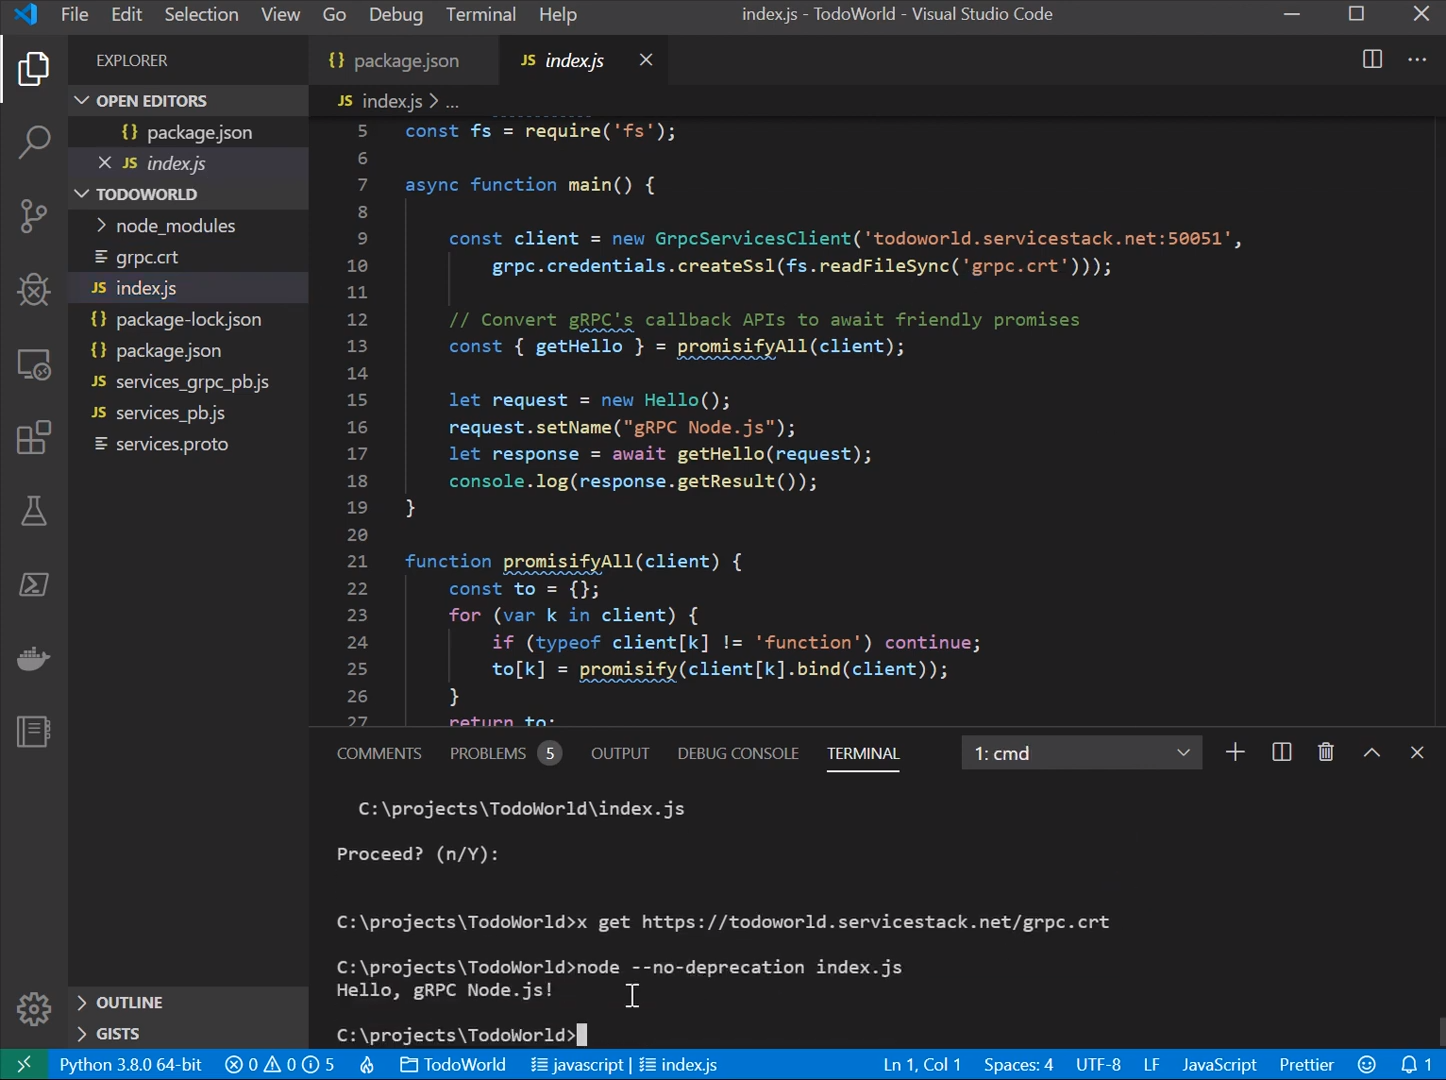 File Edit Selection View Go Debug Terminal Help
index.js - TodoWorld - Visual Studio Code
EXPLORER
OPEN EDITORS
{} package.json
JS index.js
TODOWORLD
node_modules
grpc.crt
JS index.js
{} package-lock.json
{} package.json
JS services_grpc_pb.js
JS services_pb.js
services.proto
OUTLINE
GISTS
{} package.json
JS index.js
JS index.js > ...
5 const fs = require('fs');
6
7 async function main() {
8
9 const client = new GrpcServicesClient('todoworld.servicestack.net:50051',
10 grpc.credentials.createSsl(fs.readFileSync('grpc.crt')));
11
12 // Convert gRPC's callback APIs to await friendly promises
13 const { getHello } = promisifyAll(client);
14
15 let request = new Hello();
16 request.setName("gRPC Node.js");
17 let response = await getHello(request);
18 console.log(response.getResult());
19 }
20
21 function promisifyAll(client) {
22 const to = {};
23 for (var k in client) {
24 if (typeof client[k] != 'function') continue;
25 to[k] = promisify(client[k].bind(client));
26 }
27 return to;
COMMENTS PROBLEMS 5 OUTPUT DEBUG CONSOLE TERMINAL 1: cmd
C:\projects\TodoWorld\index.js
Proceed? (n/Y):
C:\projects\TodoWorld>x get https://todoworld.servicestack.net/grpc.crt
C:\projects\TodoWorld>node --no-deprecation index.js
Hello, gRPC Node.js!
C:\projects\TodoWorld>
Python 3.8.0 64-bit 0 0 5 TodoWorld javascript | index.js Ln 1, Col 1 Spaces: 4 UTF-8 LF JavaScript Prettier 1